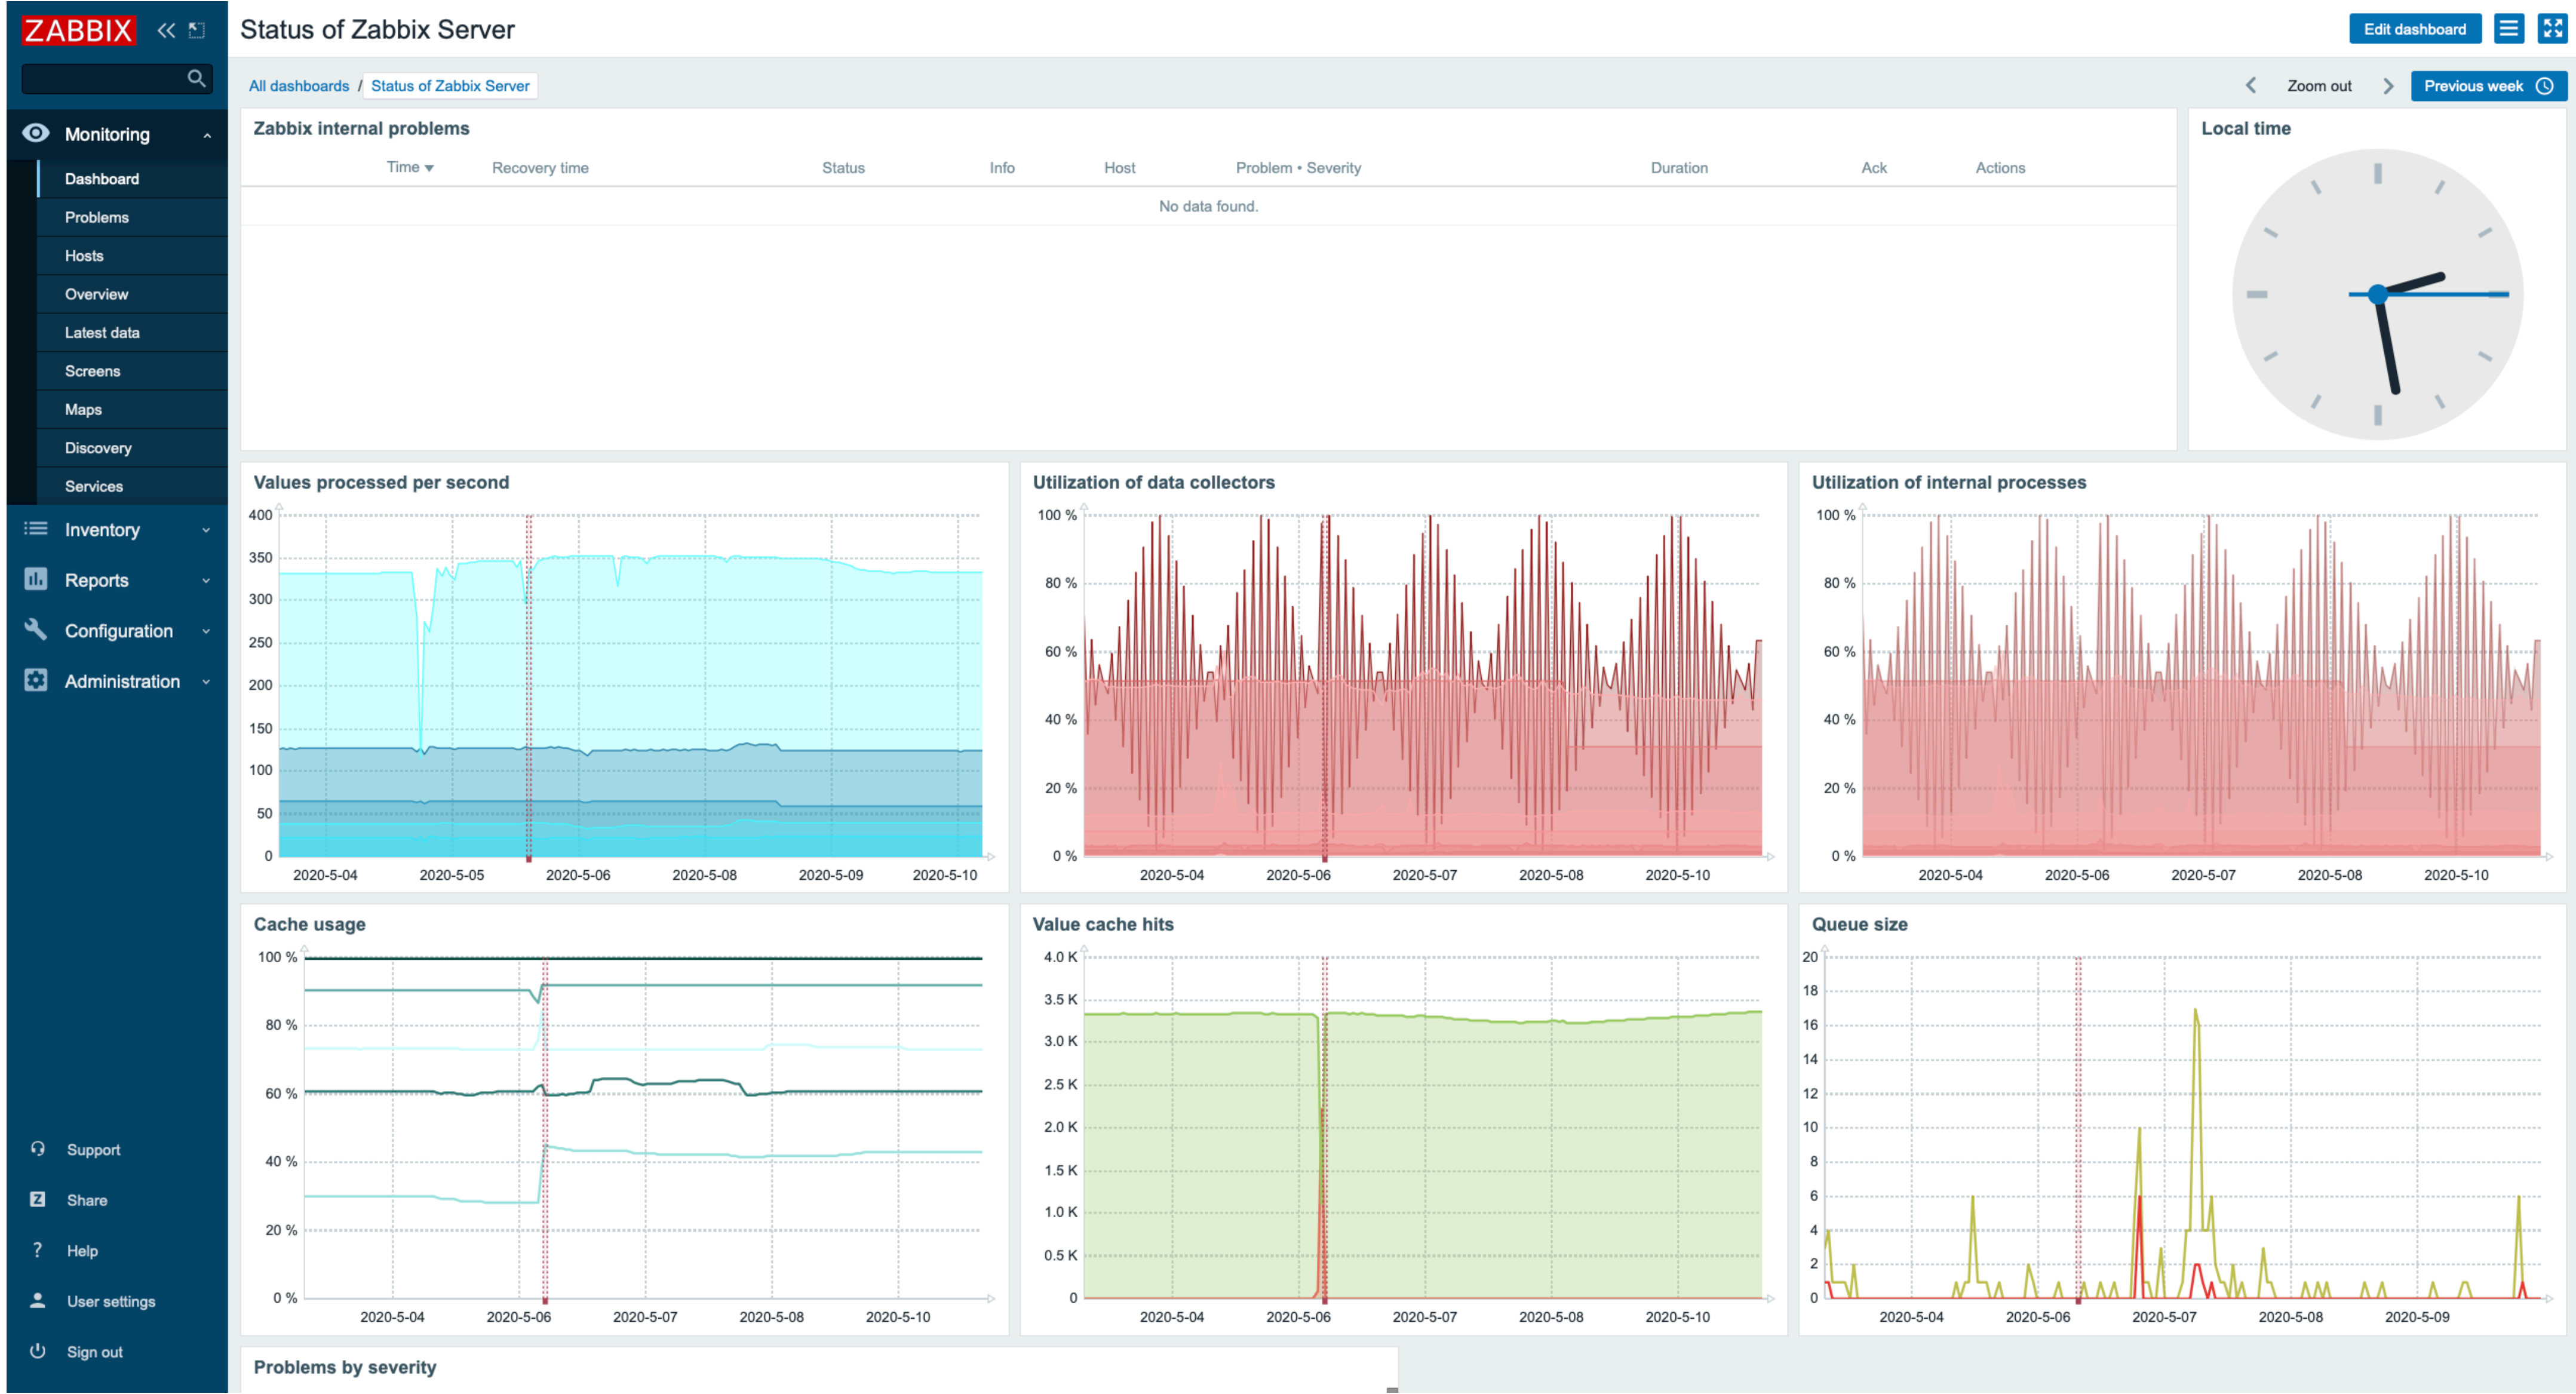 ZABBIX
Status of Zabbix Server
Edit dashboard
All dashboards / Status of Zabbix Server
Zoom out
Previous week
Monitoring
Dashboard
Problems
Hosts
Overview
Latest data
Screens
Maps
Discovery
Services
Inventory
Reports
Configuration
Administration
Support
Z Share
? Help
User settings
Sign out
Zabbix internal problems
Time ▼ Recovery time Status Info Host Problem • Severity Duration Ack Actions
No data found.
Local time
Values processed per second
400
350
300
250
200
150
100
50
0
2020-5-04 2020-5-05 2020-5-06 2020-5-08 2020-5-09 2020-5-10
Utilization of data collectors
100 %
80 %
60 %
40 %
20 %
0 %
2020-5-04 2020-5-06 2020-5-07 2020-5-08 2020-5-10
Utilization of internal processes
100 %
80 %
60 %
40 %
20 %
0 %
2020-5-04 2020-5-06 2020-5-07 2020-5-08 2020-5-10
Cache usage
100 %
80 %
60 %
40 %
20 %
0 %
2020-5-04 2020-5-06 2020-5-07 2020-5-08 2020-5-10
Value cache hits
4.0 K
3.5 K
3.0 K
2.5 K
2.0 K
1.5 K
1.0 K
0.5 K
0
2020-5-04 2020-5-06 2020-5-07 2020-5-08 2020-5-10
Queue size
20
18
16
14
12
10
8
6
4
2
0
2020-5-04 2020-5-06 2020-5-07 2020-5-08 2020-5-09
Problems by severity